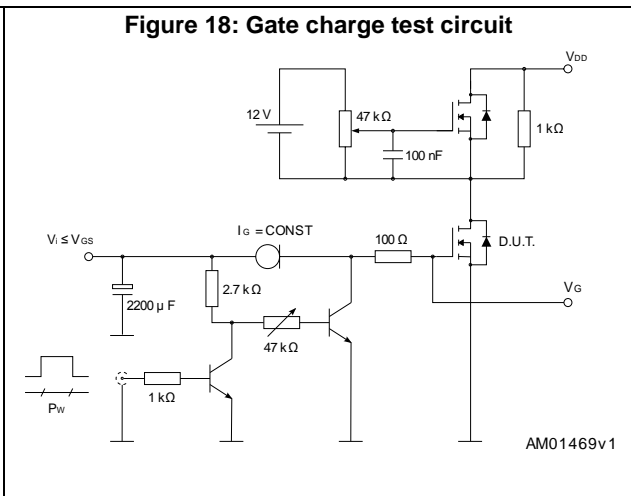 Figure 18: Gate charge test circuit
VDD
12 V
47 kΩ
1 kΩ
100 nF
Vi ≤ VGS
IG = CONST
100 Ω
D.U.T.
2.7 kΩ
VG
2200 µF
47 kΩ
1 kΩ
PW
AM01469v1